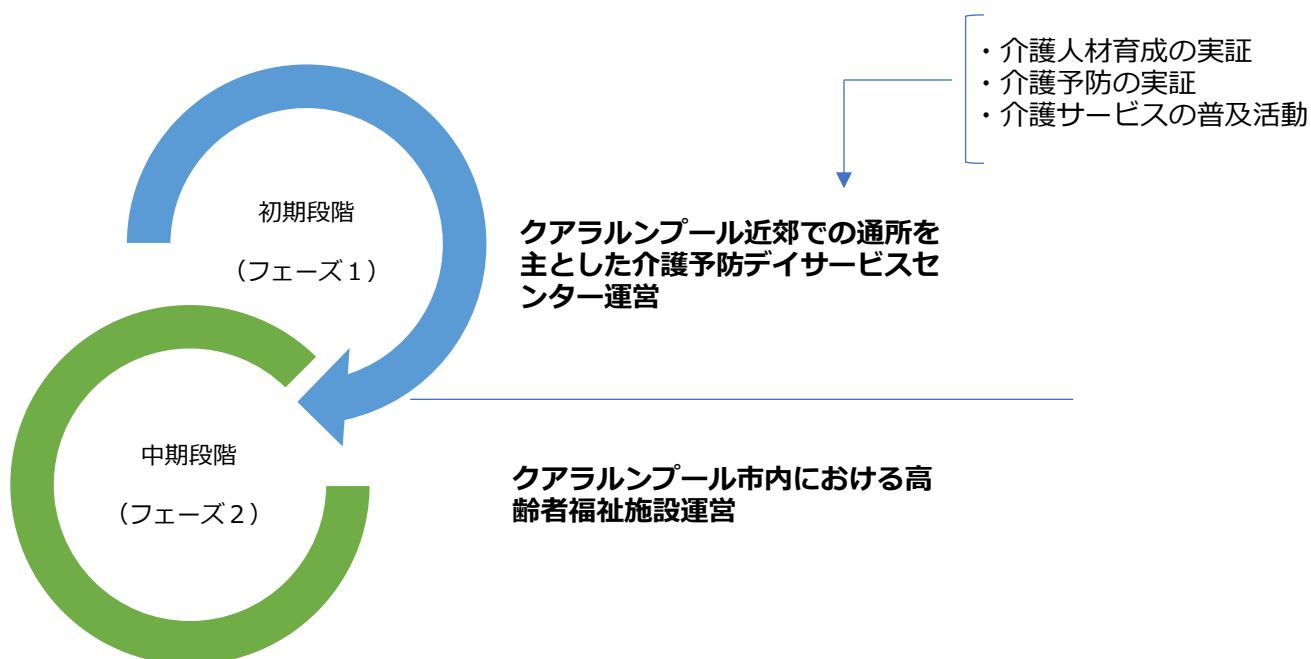 ・介護人材育成の実証
・介護予防の実証
・介護サービスの普及活動
初期段階
（フェーズ１）
クアラルンプール近郊での通所を
主とした介護予防デイサービスセ
ンター運営
中期段階
（フェーズ２）
クアラルンプール市内における高
齢者福祉施設運営